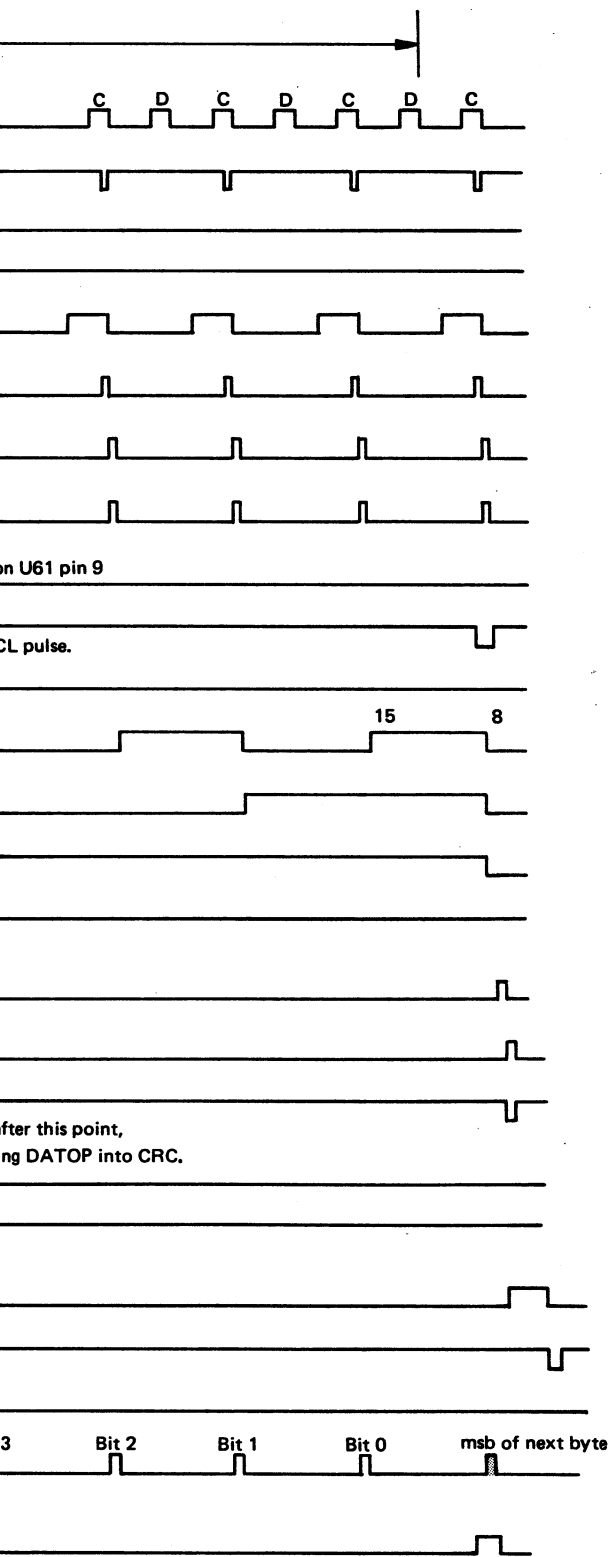 C D C D C D C
on U61 pin 9
CL pulse.
15 8
after this point,
ng DATOP into CRC.
3 Bit 2 Bit 1 Bit 0 msb of next byte